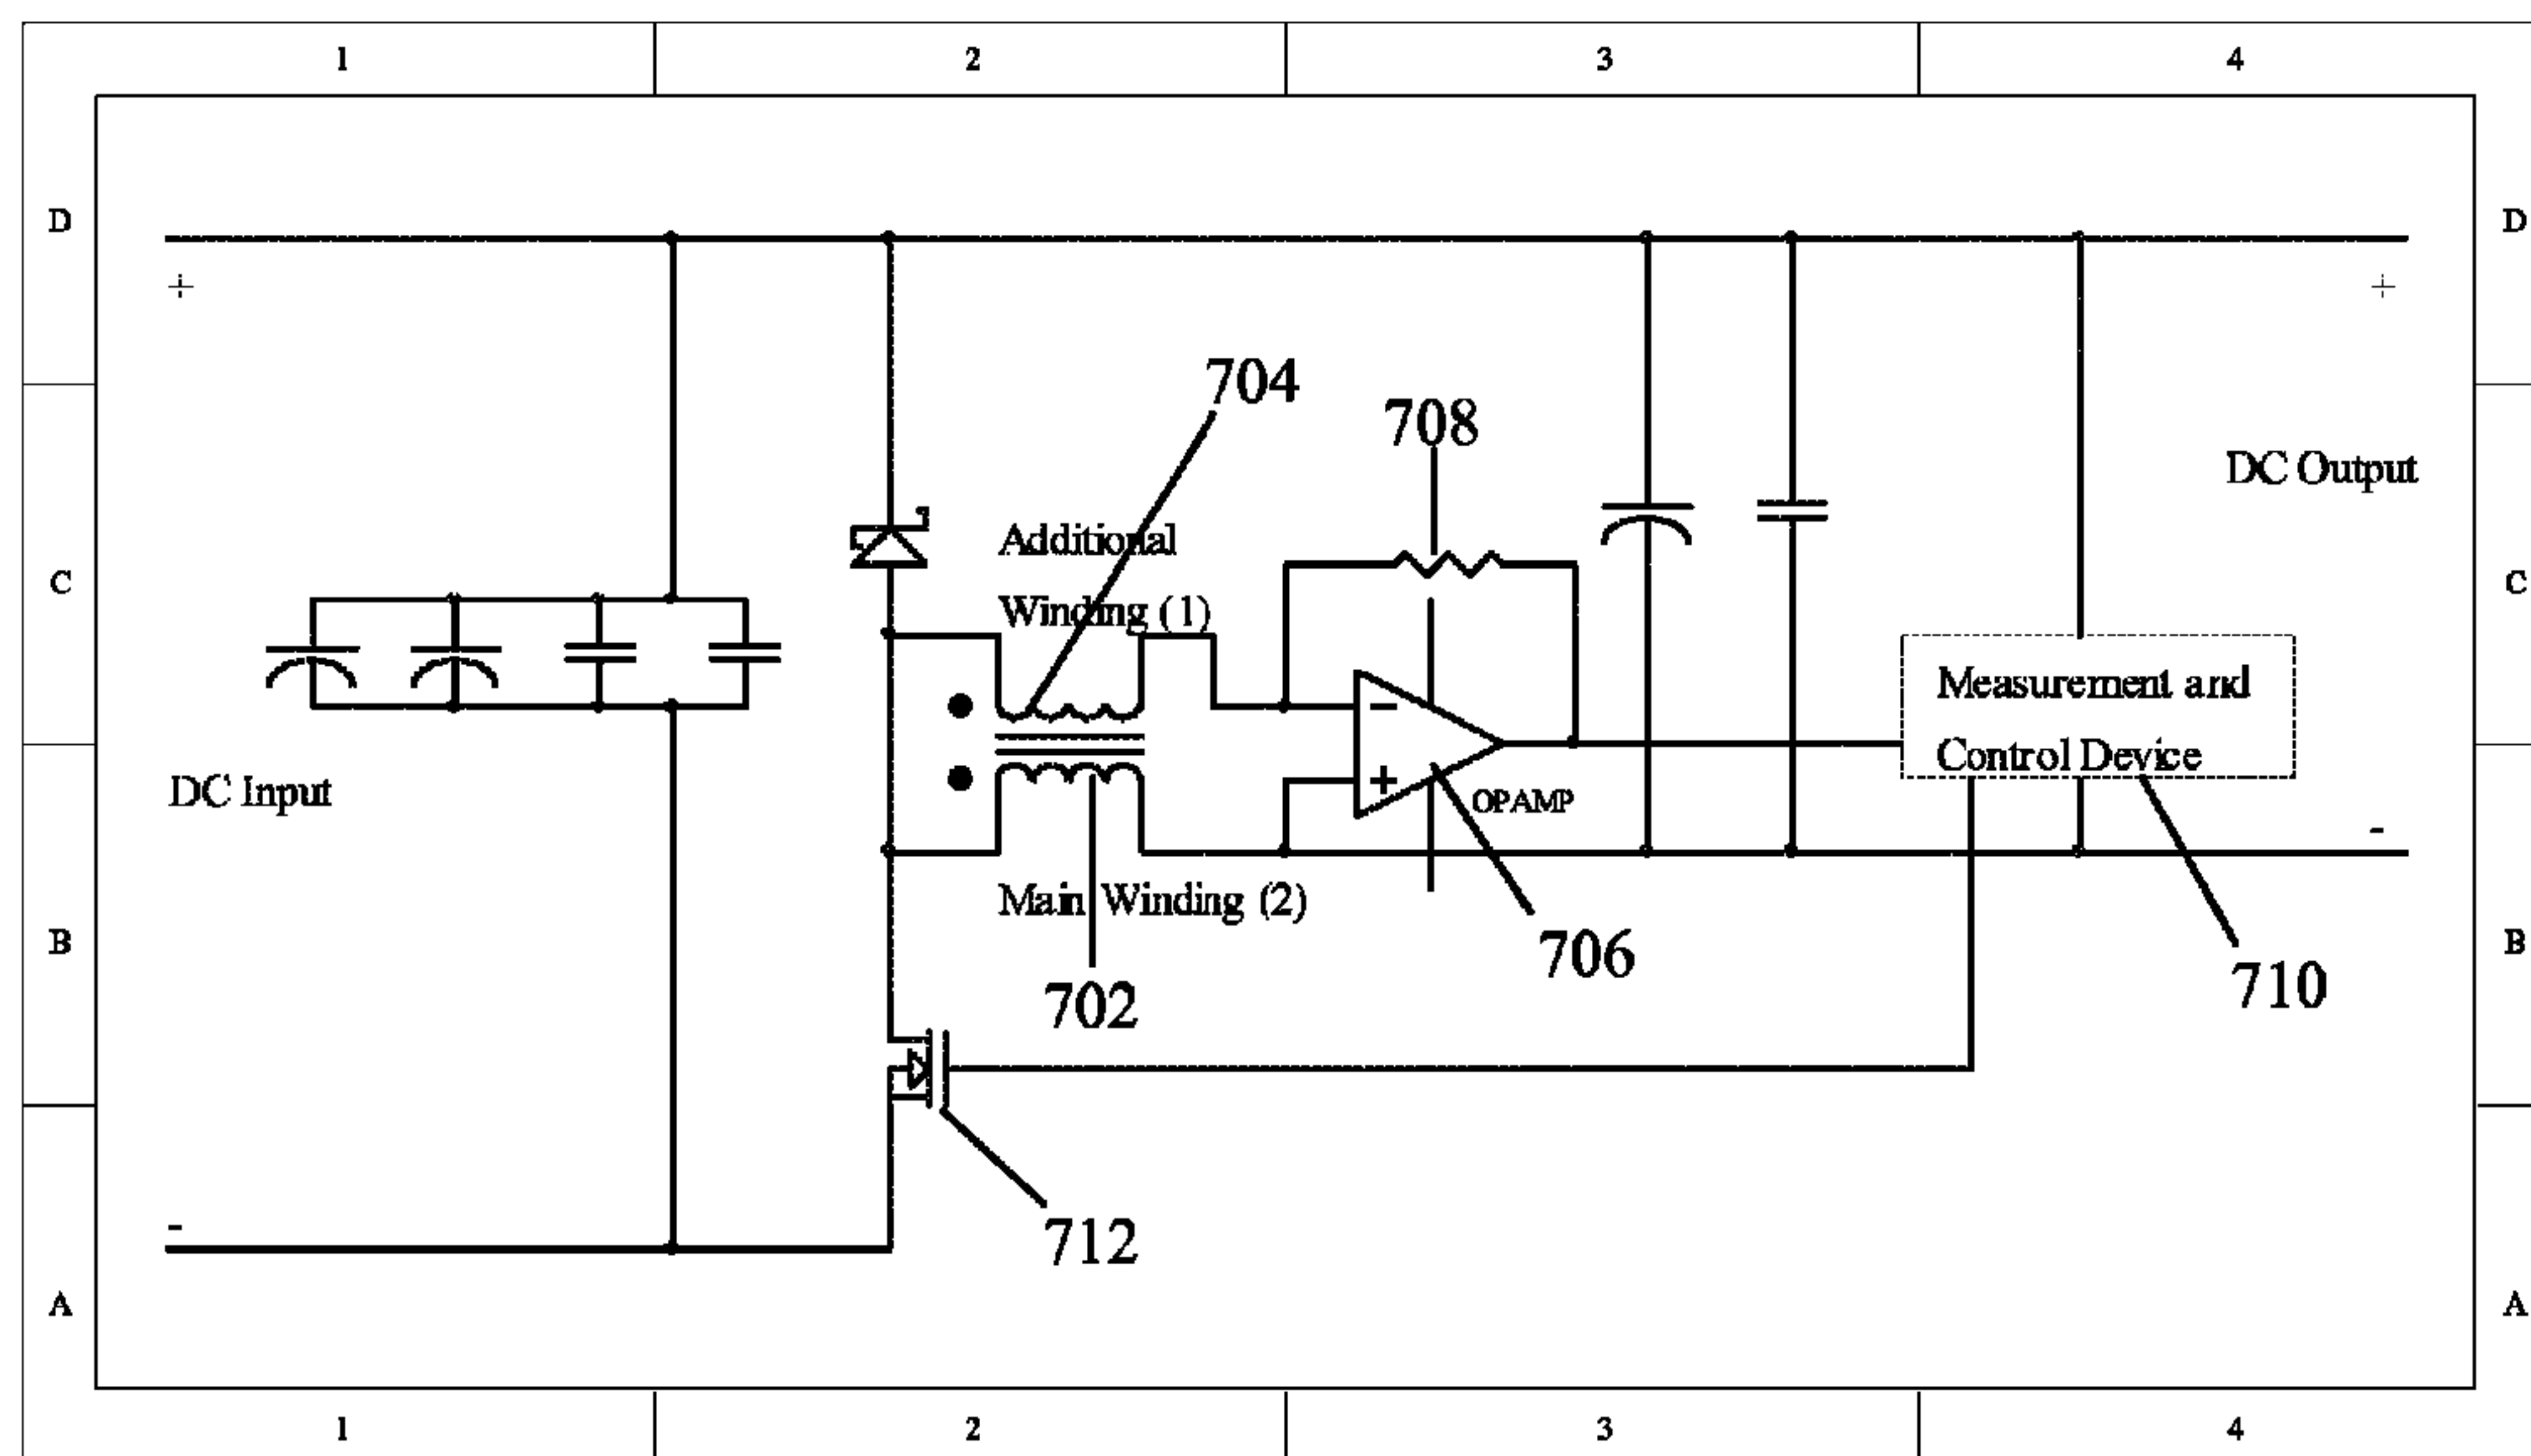 1 2 3 4
D D
+ +
704
708
DC Output
Additional
Winding (1)
C C
Measurement and
Control Device
− +
OPAMP
DC Input
-
Main Winding (2)
706
B B
710
702
712
-
A A
1 2 3 4